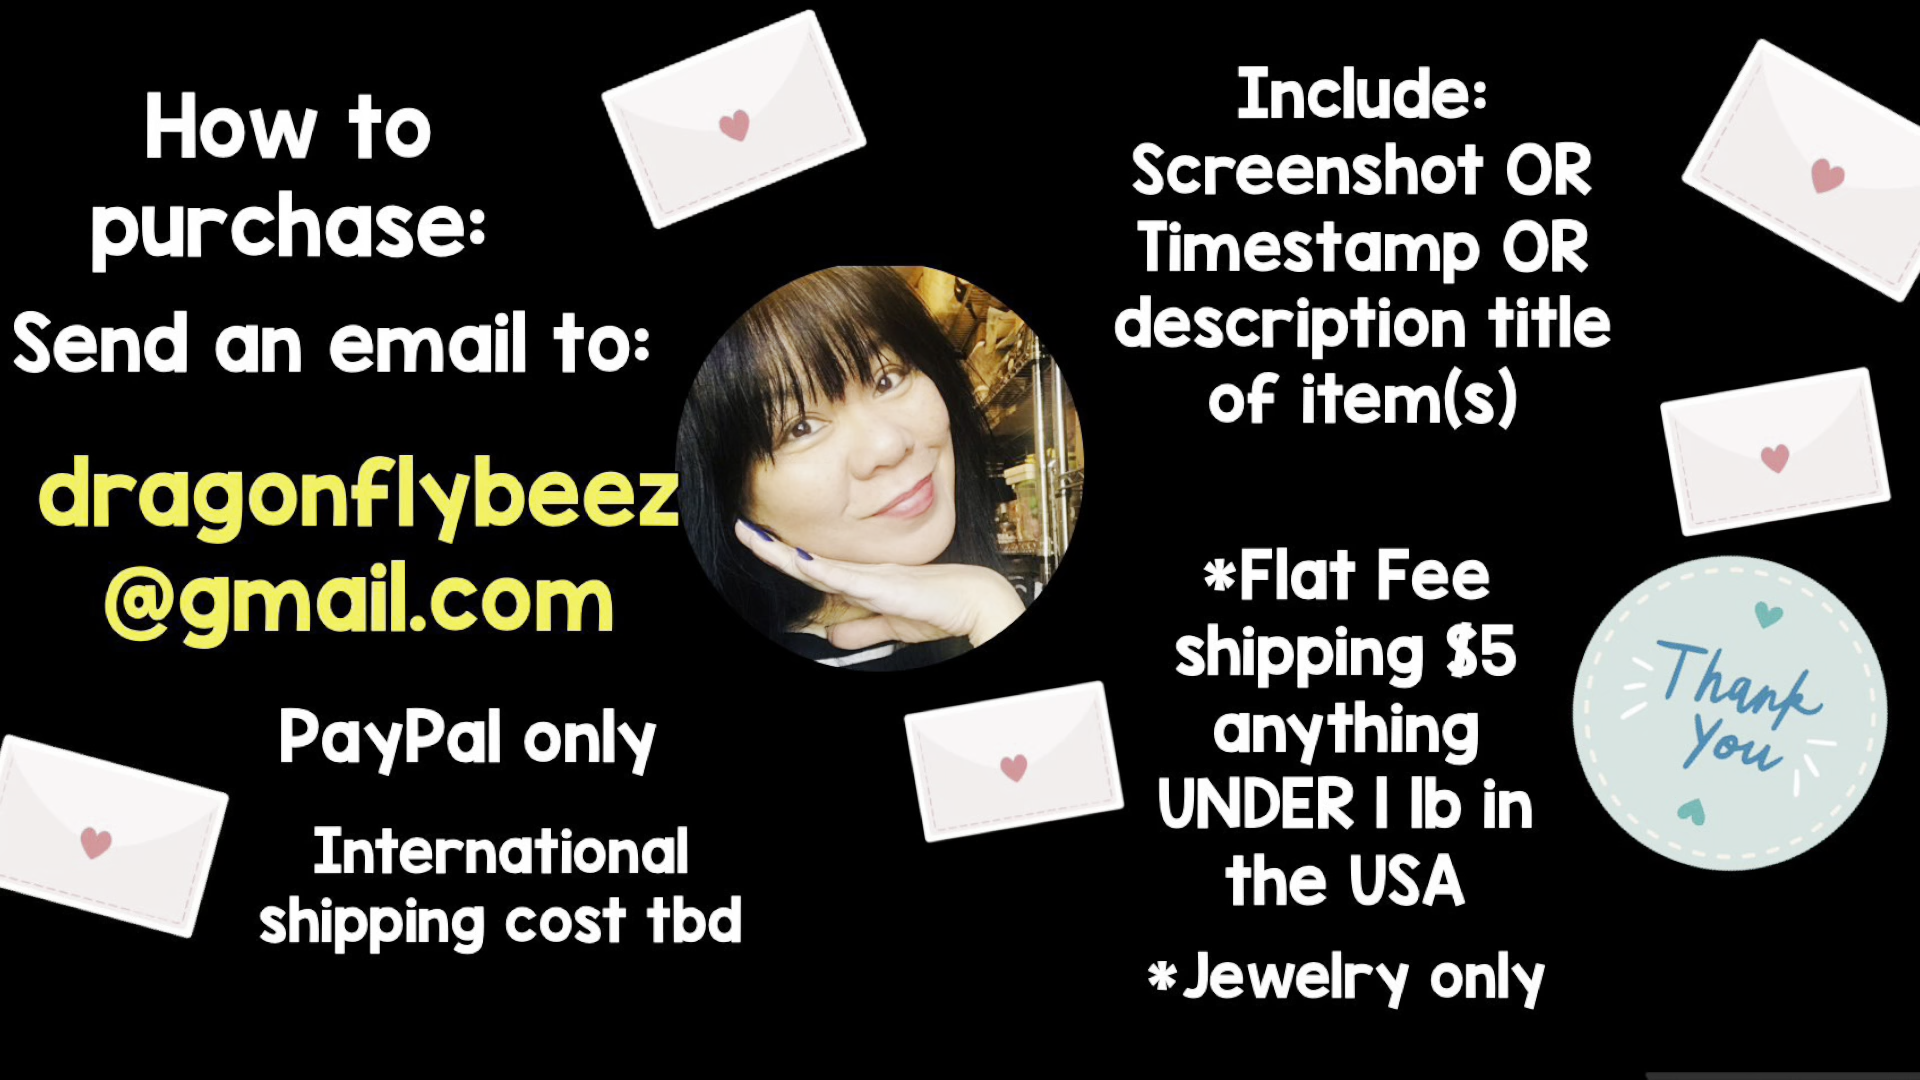 How to
purchase:
Send an email to:
dragonflybeez
@gmail.com
PayPal only
International
shipping cost tbd
Include:
Screenshot OR
Timestamp OR
description title
of item(s)
*Flat Fee
shipping $5
anything
UNDER 1 lb in
the USA
*Jewelry only
Thank
You